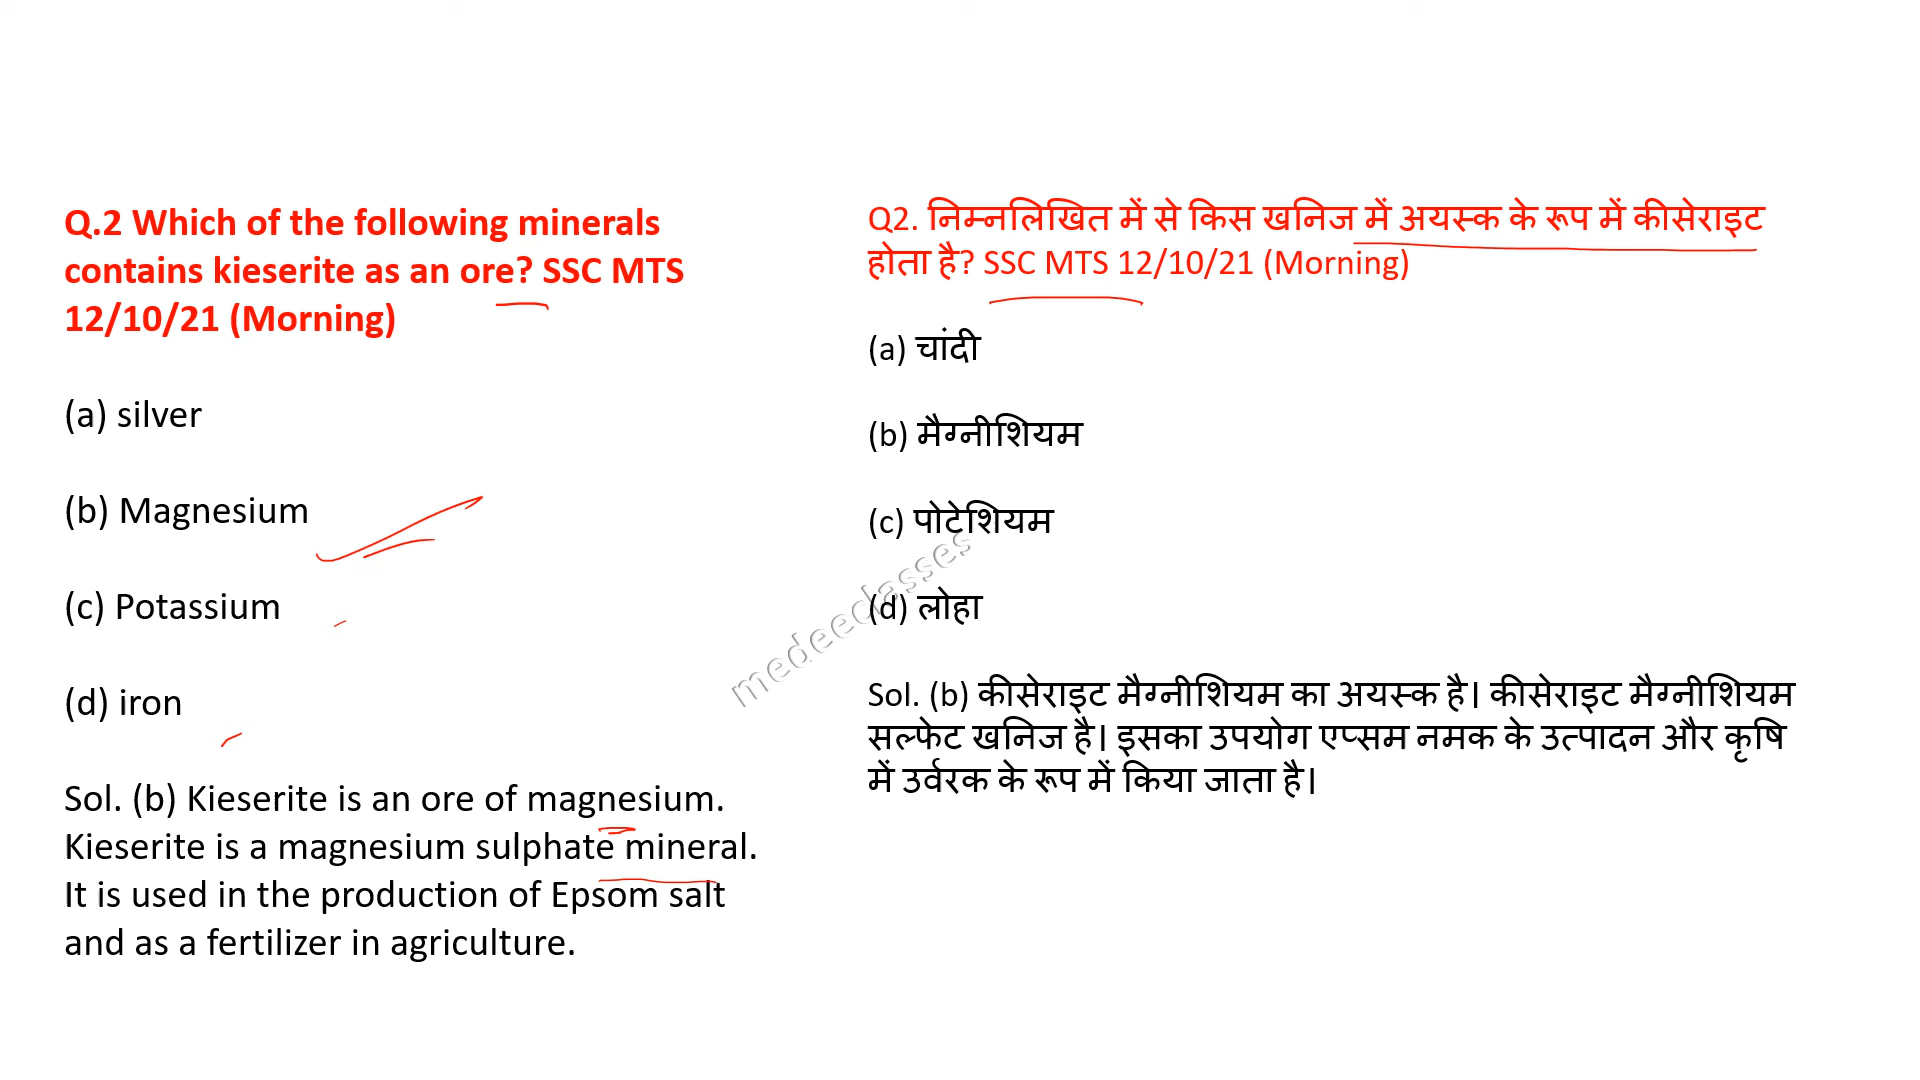 Q.2 Which of the following minerals
contains kieserite as an ore? SSC MTS
12/10/21 (Morning)
(a) silver
(b) Magnesium
(c) Potassium
(d) iron
Sol. (b) Kieserite is an ore of magnesium.
Kieserite is a magnesium sulphate mineral.
It is used in the production of Epsom salt
and as a fertilizer in agriculture.
Q2. निम्नलिखित में से किस खनिज में अयस्क के रूप में कीसेराइट
होता है? SSC MTS 12/10/21 (Morning)
(a) चांदी
(b) मैग्नीशियम
(c) पोटेशियम
(d) लोहा
Sol. (b) कीसेराइट मैग्नीशियम का अयस्क है। कीसेराइट मैग्नीशियम
सल्फेट खनिज है। इसका उपयोग एप्सम नमक के उत्पादन और कृषि
में उर्वरक के रूप में किया जाता है।
medeeclasses